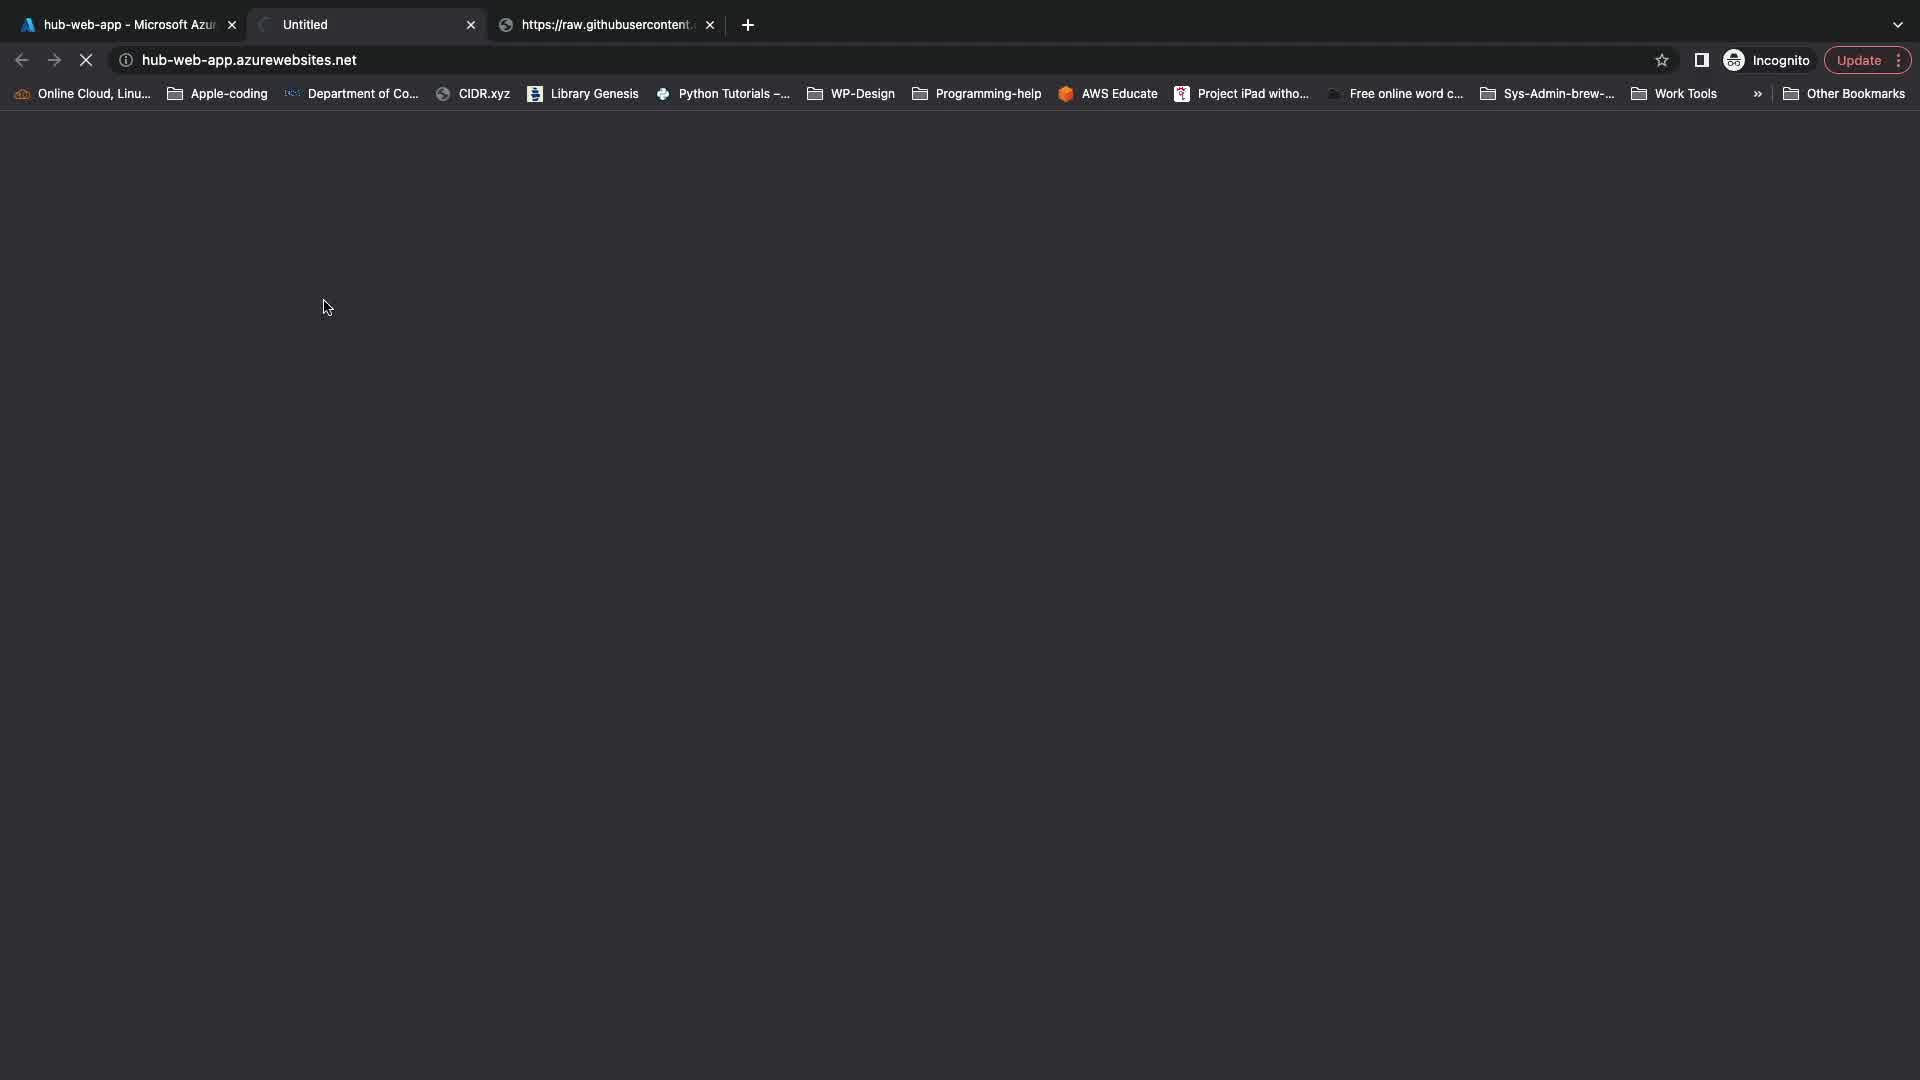 hub-web-app - Microsoft Azu
Untitled
https://raw.githubusercontent.
hub-web-app.azurewebsites.net
Incognito
Update
Online Cloud, Linu...
Apple-coding
Department of Co...
CIDR.xyz
Library Genesis
Python Tutorials –...
WP-Design
Programming-help
AWS Educate
Project iPad witho...
Free online word c...
Sys-Admin-brew-...
Work Tools
»
Other Bookmarks